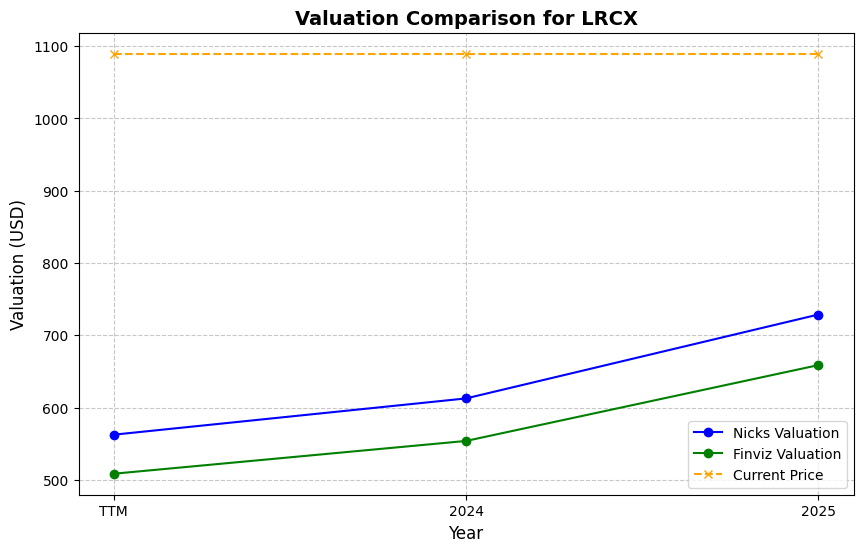 Valuation Comparison for LRCX
Valuation (USD)
1100
1000
900
800
700
600
500
TTM
2024
2025
Year
Nicks Valuation
Finviz Valuation
Current Price